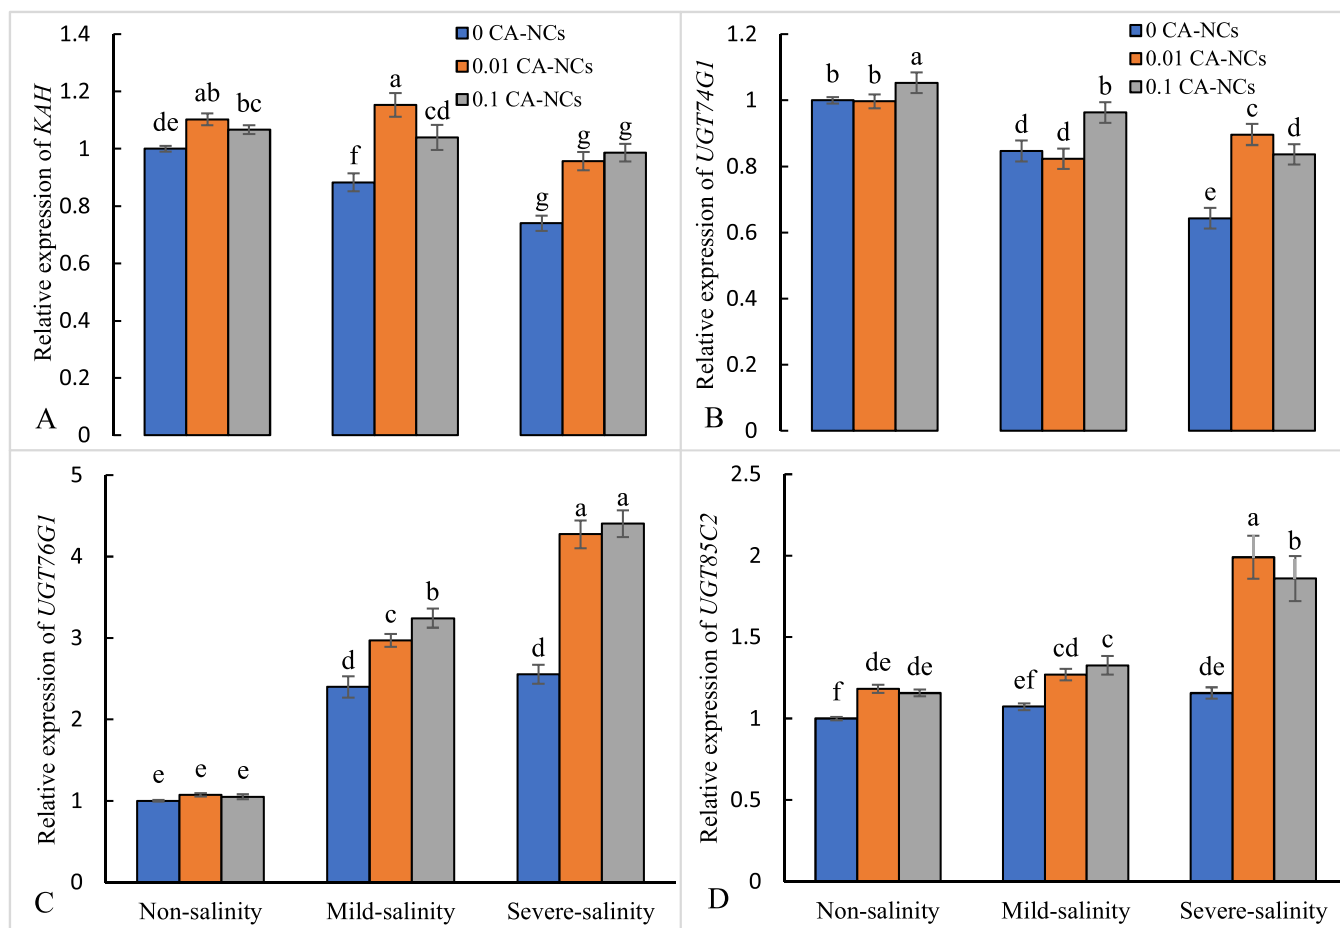 Relative expression of KAH
1.4
1.2
1
0.8
0.6
0.4
0.2
0
0 CA-NCs
0.01 CA-NCs
0.1 CA-NCs
de ab bc
f a cd
g g g
A
Relative expression of UGT74G1
1.2
1
0.8
0.6
0.4
0.2
0
0 CA-NCs
0.01 CA-NCs
0.1 CA-NCs
b b a
d d b
e c d
B
Relative expression of UGT76G1
5
4
3
2
1
0
e e e
d c b
d a a
C
Non-salinity Mild-salinity Severe-salinity
Relative expression of UGT85C2
2.5
2
1.5
1
0.5
0
f de de
ef cd c
de a b
D
Non-salinity Mild-salinity Severe-salinity